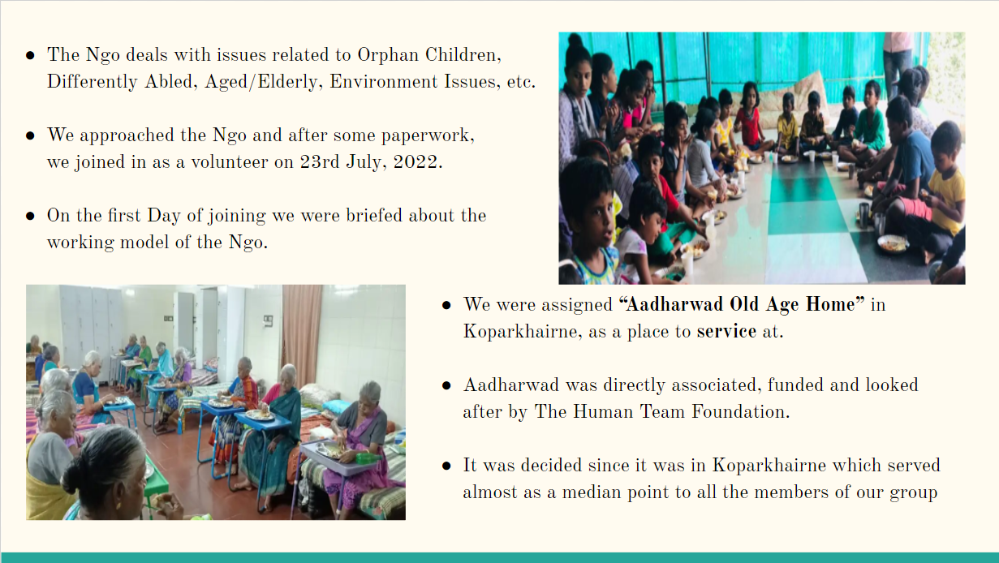 ● The Ngo deals with issues related to Orphan Children,
Differently Abled, Aged/Elderly, Environment Issues, etc.
● We approached the Ngo and after some paperwork,
we joined in as a volunteer on 23rd July, 2022.
● On the first Day of joining we were briefed about the
working model of the Ngo.
● We were assigned “Aadharwad Old Age Home” in
Koparkhairne, as a place to service at.
● Aadharwad was directly associated, funded and looked
after by The Human Team Foundation.
● It was decided since it was in Koparkhairne which served
almost as a median point to all the members of our group